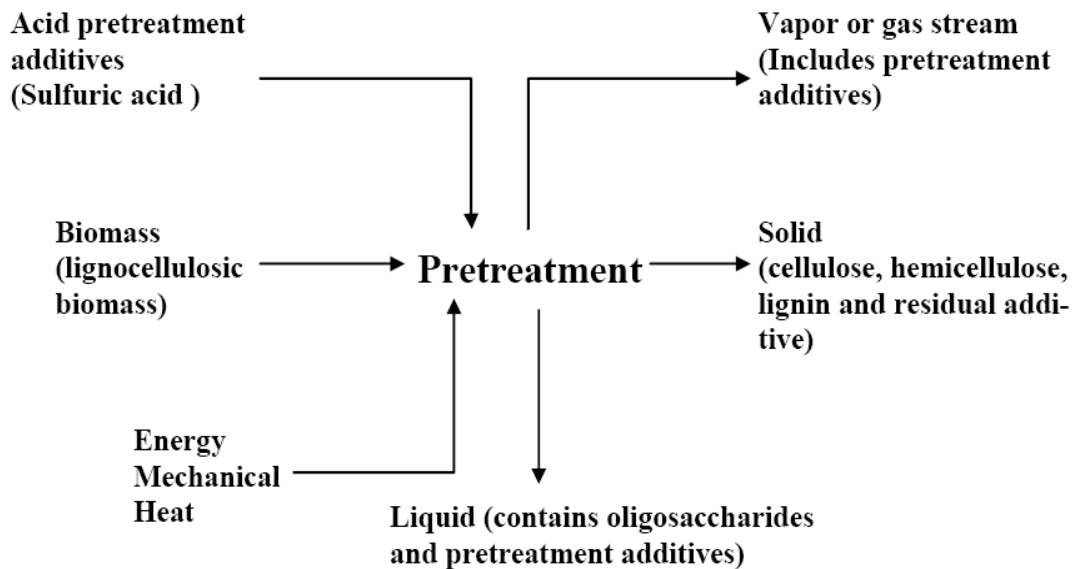 Acid pretreatment
additives
(Sulfuric acid )
Vapor or gas stream
(Includes pretreatment
additives)
Biomass
(lignocellulosic
biomass)
Pretreatment
Solid
(cellulose, hemicellulose,
lignin and residual addi-
tive)
Energy
Mechanical
Heat
Liquid (contains oligosaccharides
and pretreatment additives)